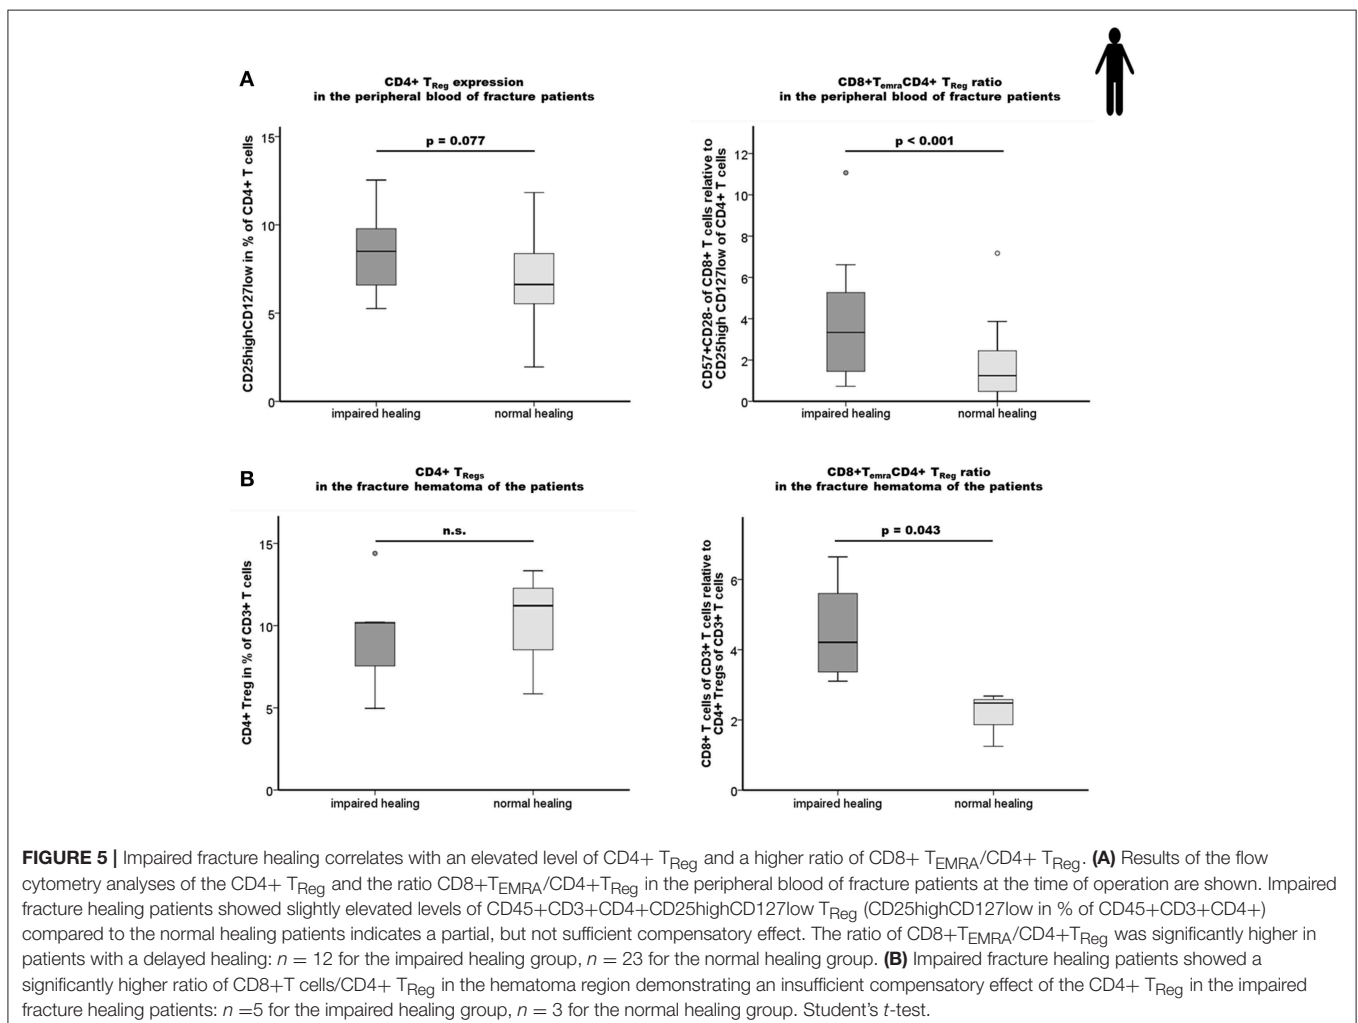 A
CD4+ TReg expression
in the peripheral blood of fracture patients
CD25highCD127low in % of CD4+ T cells
15
10
5
0
p = 0.077
impaired healing
normal healing
CD8+TemraCD4+ TReg ratio
in the peripheral blood of fracture patients
CD57+CD28- of CD8+ T cells relative to
CD25high CD127low of CD4+ T cells
12
10
8
6
4
2
0
p < 0.001
impaired healing
normal healing
B
CD4+ TRegs
in the fracture hematoma of the patients
CD4+ Treg in % of CD3+ T cells
15
10
5
0
n.s.
impaired healing
normal healing
CD8+TemraCD4+ TReg ratio
in the fracture hematoma of the patients
CD8+ T cells of CD3+ T cells relative to
CD4+ Tregs of CD3+ T cells
6
4
2
0
p = 0.043
impaired healing
normal healing
FIGURE 5 | Impaired fracture healing correlates with an elevated level of CD4+ TReg and a higher ratio of CD8+ TEMRA/CD4+ TReg. (A) Results of the flow
cytometry analyses of the CD4+ TReg and the ratio CD8+TEMRA/CD4+TReg in the peripheral blood of fracture patients at the time of operation are shown. Impaired
fracture healing patients showed slightly elevated levels of CD45+CD3+CD4+CD25highCD127low TReg (CD25highCD127low in % of CD45+CD3+CD4+)
compared to the normal healing patients indicates a partial, but not sufficient compensatory effect. The ratio of CD8+TEMRA/CD4+TReg was significantly higher in
patients with a delayed healing: n = 12 for the impaired healing group, n = 23 for the normal healing group. (B) Impaired fracture healing patients showed a
significantly higher ratio of CD8+T cells/CD4+ TReg in the hematoma region demonstrating an insufficient compensatory effect of the CD4+ TReg in the impaired
fracture healing patients: n =5 for the impaired healing group, n = 3 for the normal healing group. Student's t-test.